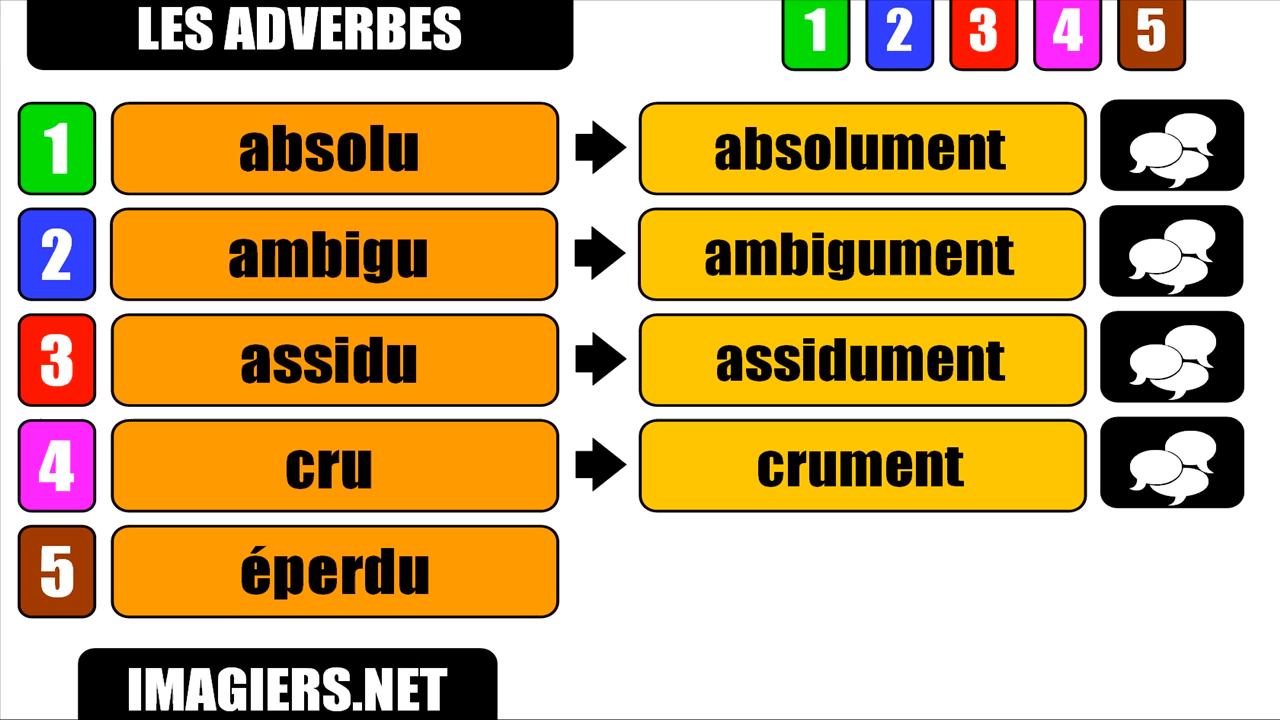 LES ADVERBES
1 2 3 4 5
1 absolu absolument
2 ambigu ambigument
3 assidu assidument
4 cru crument
5 éperdu
IMAGIERS.NET